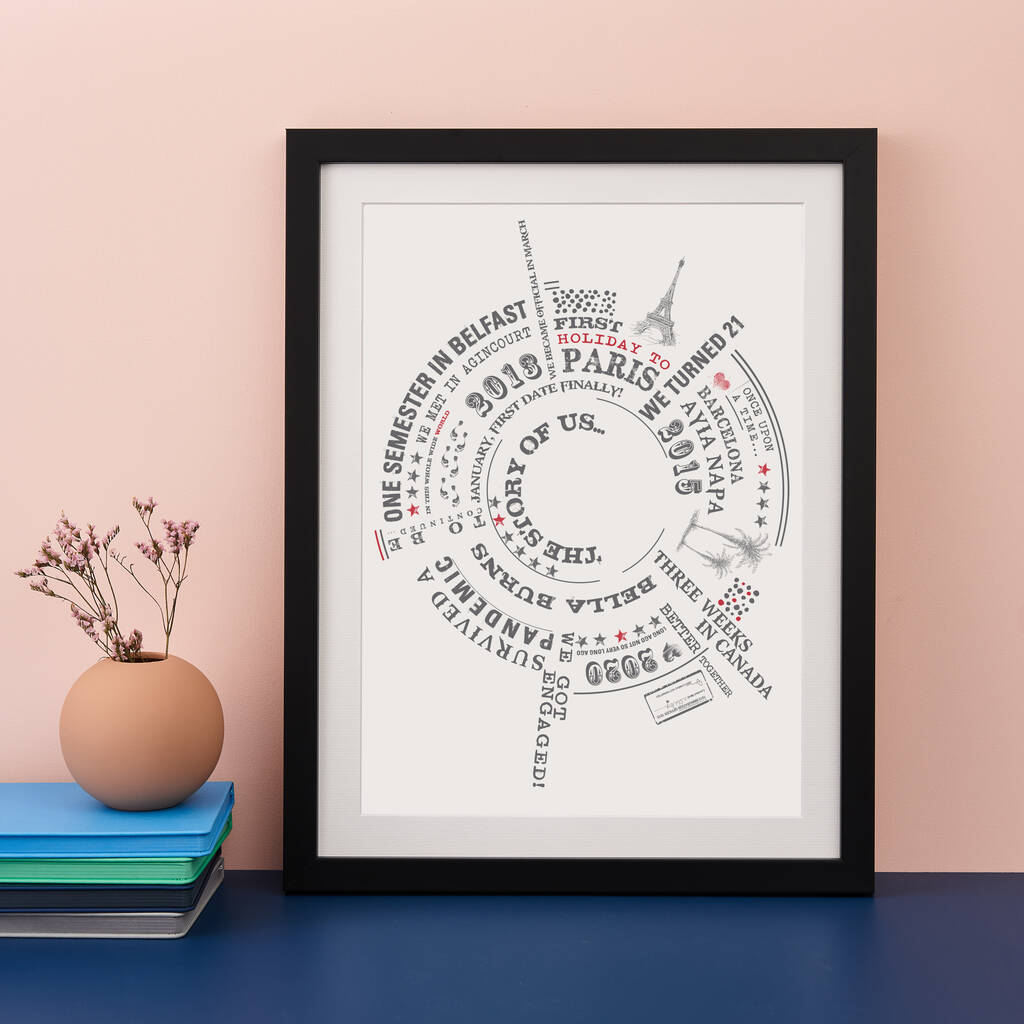 THE STORY OF US...
ONE SEMESTER IN BELFAST
WE MET IN AGINCOURT
IN THIS WHOLE WIDE WORLD
2013
JANUARY, FIRST DATE FINALLY!
WE BECAME OFFICIAL IN MARCH
FIRST
HOLIDAY TO
PARIS
WE TURNED 21
2015
BARCELONA
AYIA NAPA
ONCE UPON
A TIME...
THREE WEEKS
IN CANADA
BELLA BURNS
BETTER
TOGETHER
LONG AGO NOT SO VERY LONG AGO
2020
WE GOT
ENGAGED!
SURVIVED A
PANDEMIC
TO BE
CONTINUED...